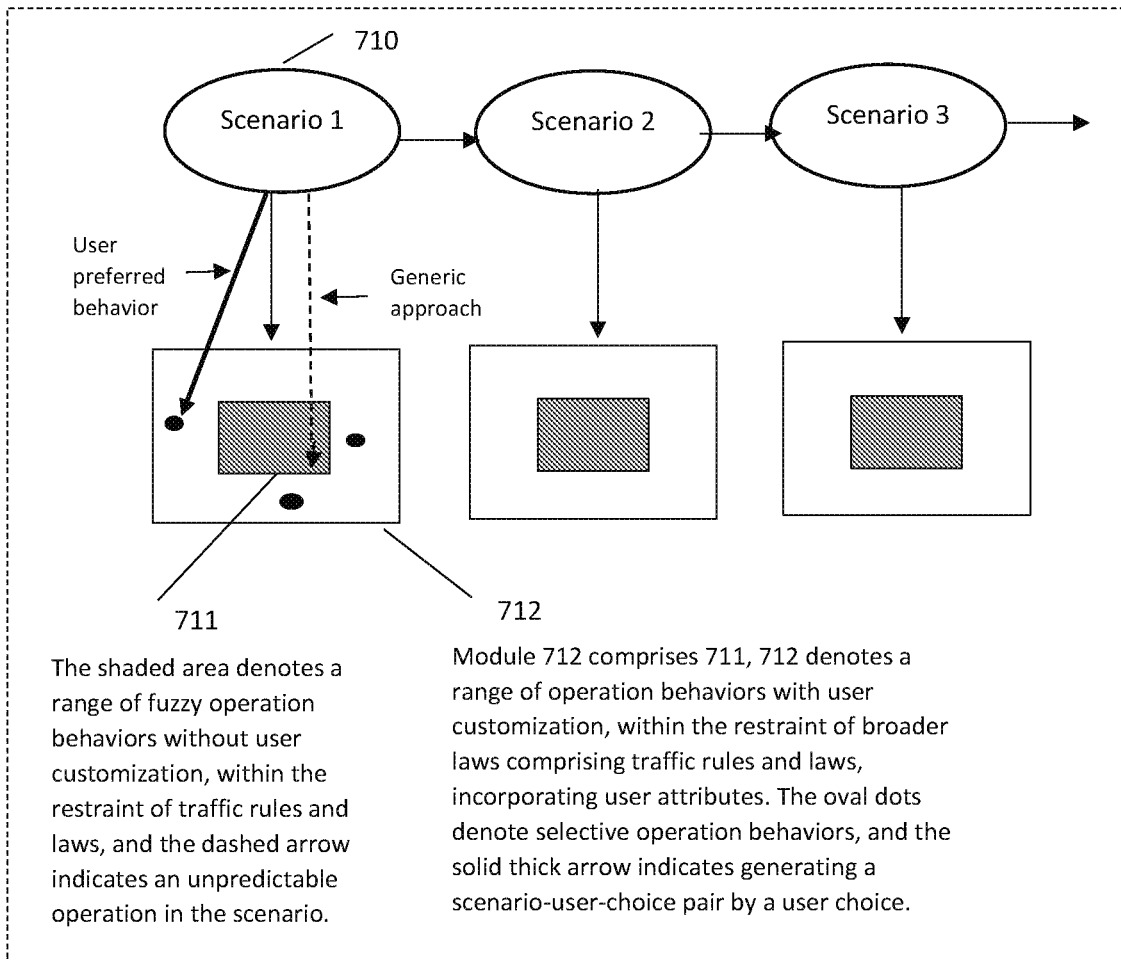 710
Scenario 1
Scenario 2
Scenario 3
User
preferred
behavior
Generic
approach
711
712
The shaded area denotes a
range of fuzzy operation
behaviors without user
customization, within the
restraint of traffic rules and
laws, and the dashed arrow
indicates an unpredictable
operation in the scenario.
Module 712 comprises 711, 712 denotes a
range of operation behaviors with user
customization, within the restraint of broader
laws comprising traffic rules and laws,
incorporating user attributes. The oval dots
denote selective operation behaviors, and the
solid thick arrow indicates generating a
scenario-user-choice pair by a user choice.